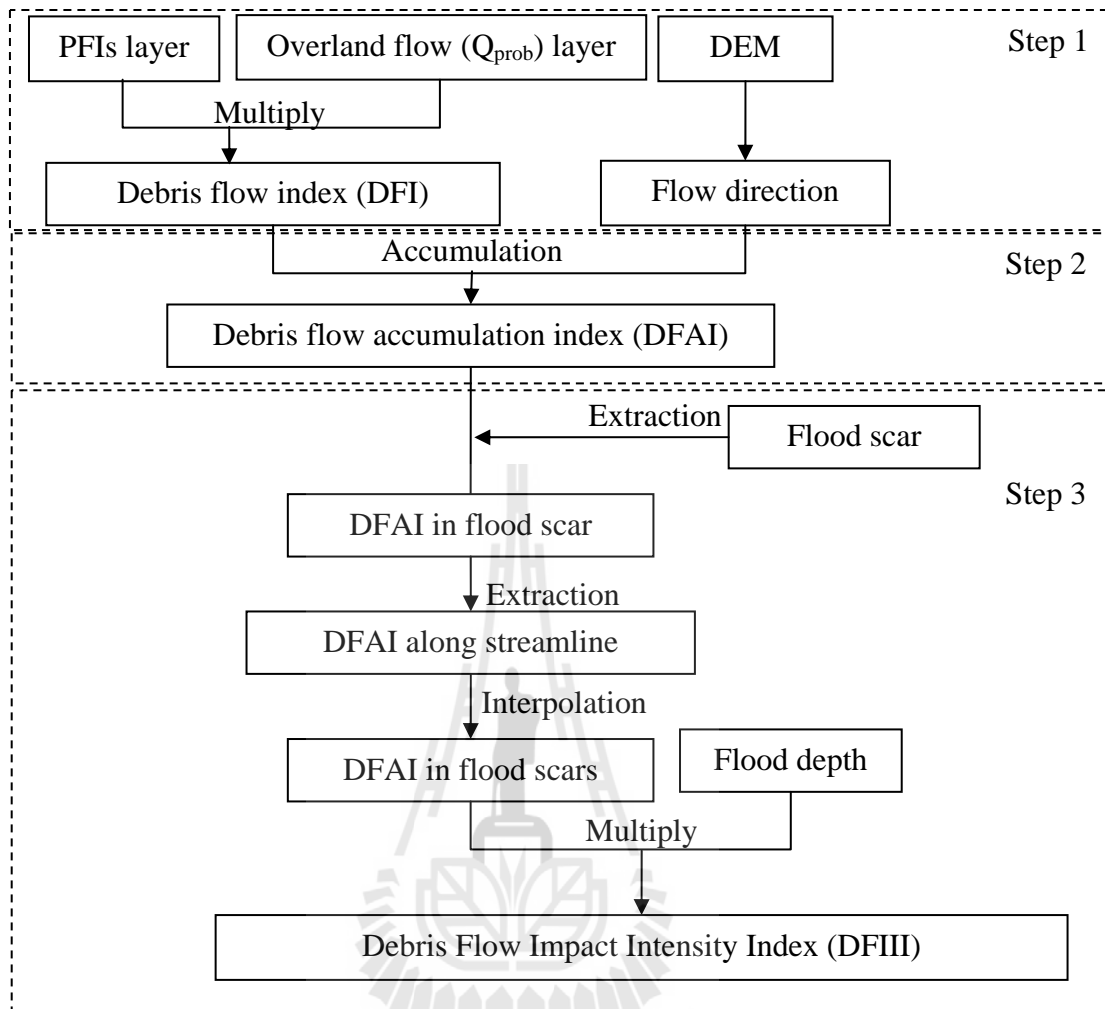 Step 1
PFIs layer
Overland flow (Qprob) layer
DEM
Multiply
Debris flow index (DFI)
Flow direction
Step 2
Accumulation
Debris flow accumulation index (DFAI)
Extraction
Flood scar
Step 3
DFAI in flood scar
Extraction
DFAI along streamline
Interpolation
DFAI in flood scars
Flood depth
Multiply
Debris Flow Impact Intensity Index (DFIII)